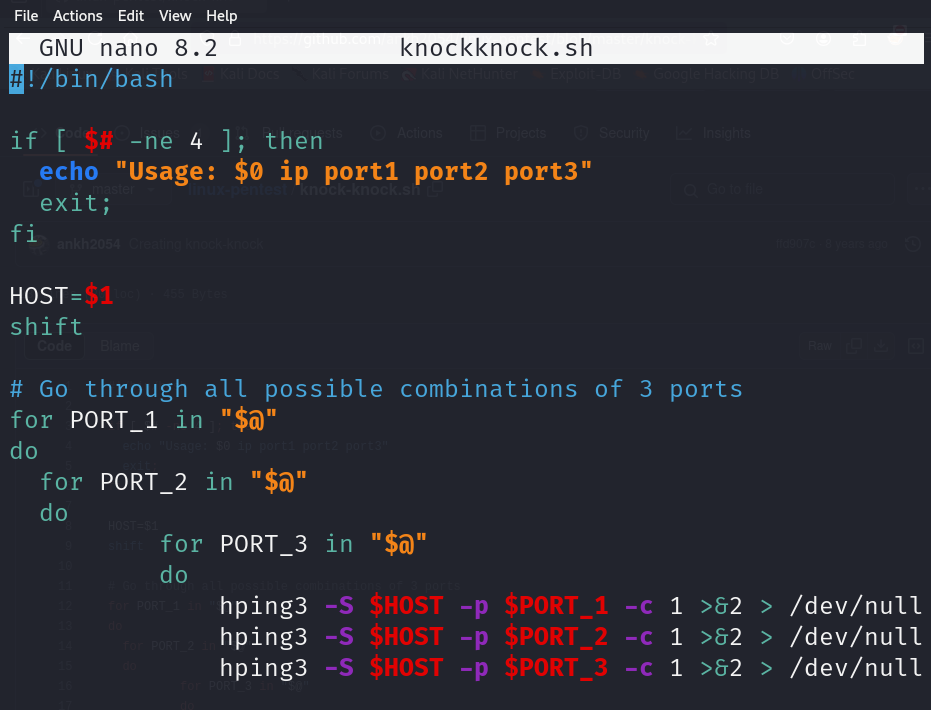 File Actions Edit View Help
GNU nano 8.2 knockknock.sh
#!/bin/bash
if [ $# -ne 4 ]; then
echo "Usage: $0 ip port1 port2 port3"
exit;
fi
HOST=$1
shift
# Go through all possible combinations of 3 ports
for PORT_1 in "$@"
do
for PORT_2 in "$@"
do
for PORT_3 in "$@"
do
hping3 -S $HOST -p $PORT_1 -c 1 >&2 > /dev/null
hping3 -S $HOST -p $PORT_2 -c 1 >&2 > /dev/null
hping3 -S $HOST -p $PORT_3 -c 1 >&2 > /dev/null